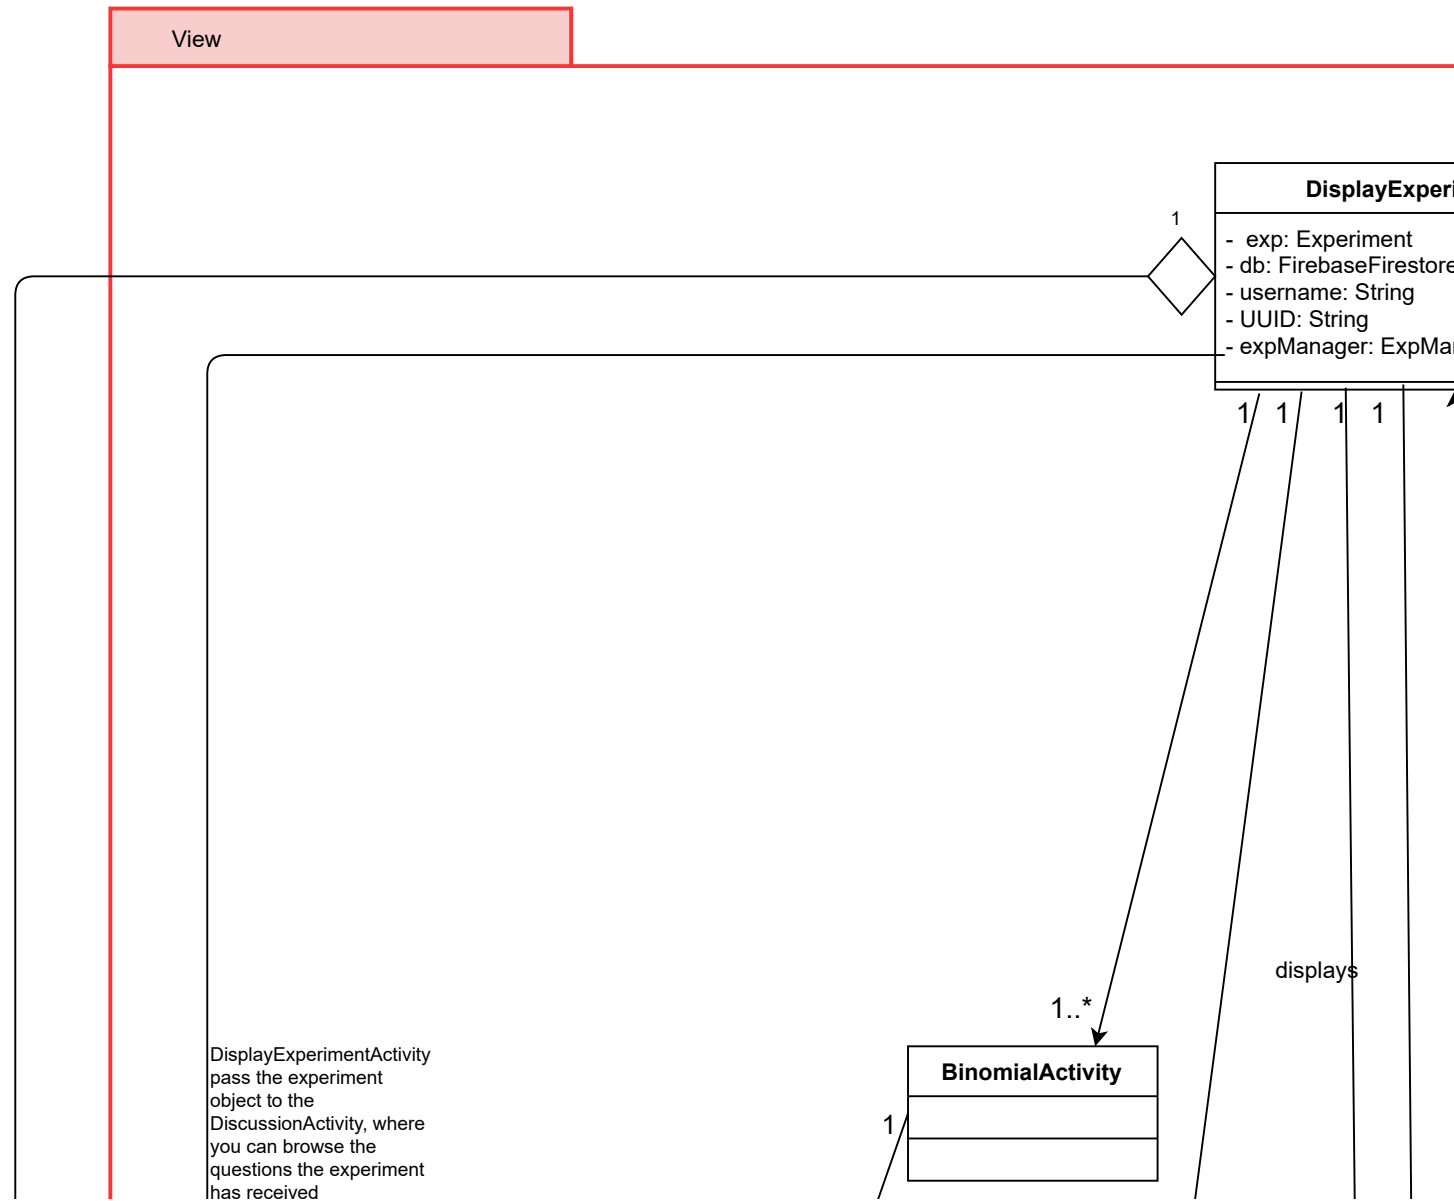 View
1
DisplayExperi
- exp: Experiment
- db: FirebaseFirestore
- username: String
- UUID: String
- expManager: ExpMa
1 1 1 1
displays
1..*
DisplayExperimentActivity
pass the experiment
object to the
DiscussionActivity, where
you can browse the
questions the experiment
has received
BinomialActivity
1